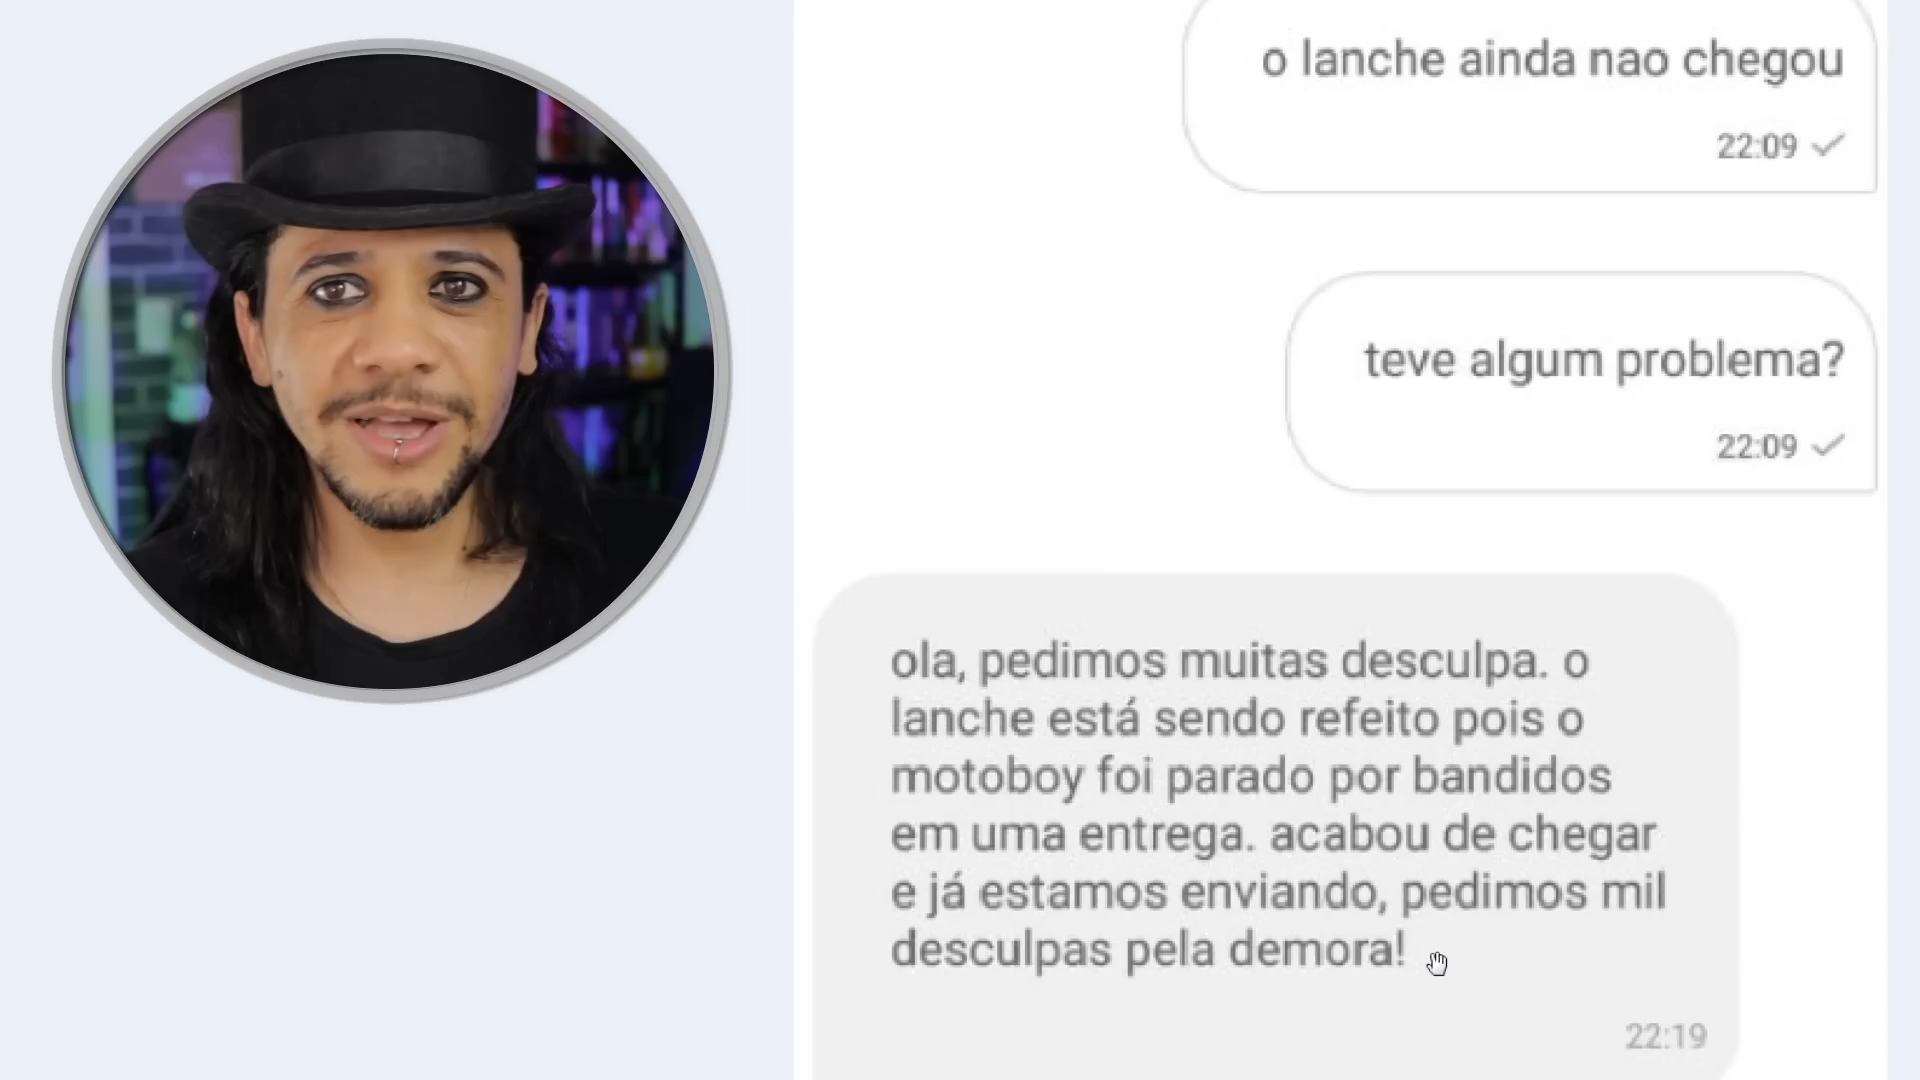 o lanche ainda nao chegou
22:09
teve algum problema?
22:09
ola, pedimos muitas desculpa. o
lanche está sendo refeito pois o
motoboy foi parado por bandidos
em uma entrega. acabou de chegar
e já estamos enviando, pedimos mil
desculpas pela demora!
22:19